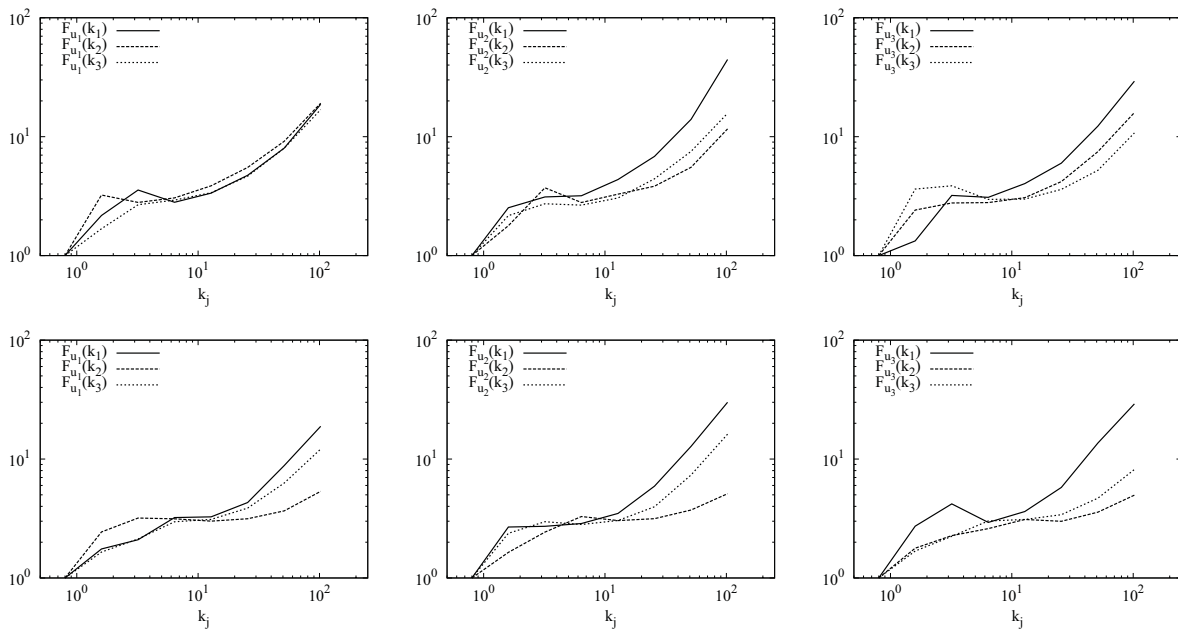 10^2
10^1
10^0
F_{u_1}(k_1)
F_{u_1}(k_2)
F_{u_1}(k_3)
10^0 10^1 10^2
k_j
10^2
10^1
10^0
F_{u_2}(k_1)
F_{u_2}(k_2)
F_{u_2}(k_3)
10^0 10^1 10^2
k_j
10^2
10^1
10^0
F_{u_3}(k_1)
F_{u_3}(k_2)
F_{u_3}(k_3)
10^0 10^1 10^2
k_j
10^2
10^1
10^0
F_{u_1}(k_1)
F_{u_1}(k_2)
F_{u_1}(k_3)
10^0 10^1 10^2
k_j
10^2
10^1
10^0
F_{u_2}(k_1)
F_{u_2}(k_2)
F_{u_2}(k_3)
10^0 10^1 10^2
k_j
10^2
10^1
10^0
F_{u_3}(k_1)
F_{u_3}(k_2)
F_{u_3}(k_3)
10^0 10^1 10^2
k_j